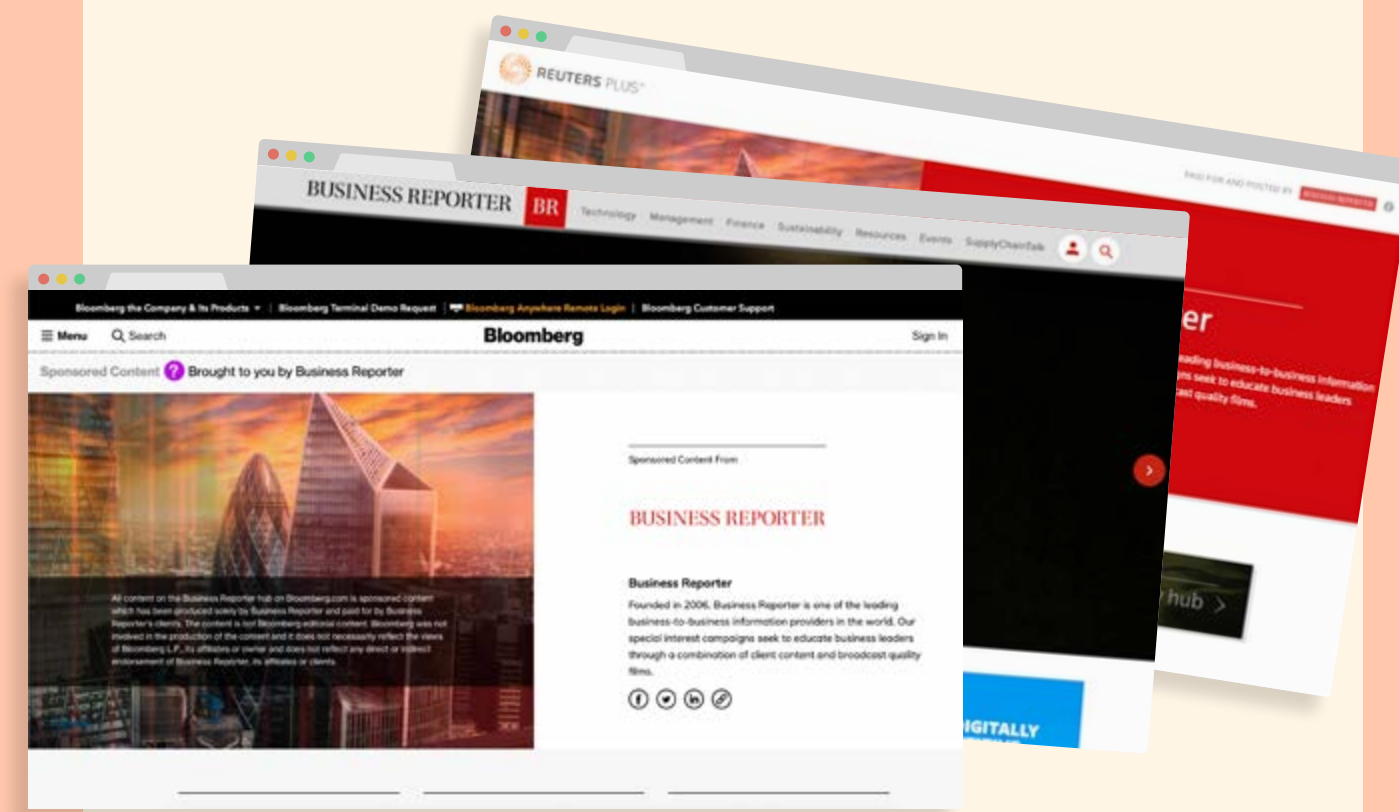 REUTERS PLUS
PAID FOR AND POSTED BY BUSINESS REPORTER
er
leading business-to-business information
seek to educate business leaders
quality films.
hub >
BUSINESS REPORTER BR Technology Management Finance Sustainability Resources Events SupplyChainTalk
DIGITALLY
Bloomberg the Company & Its Products | Bloomberg Terminal Demo Request | Bloomberg Anywhere Remote Login | Bloomberg Customer Support
Menu Search Bloomberg Sign In
Sponsored Content ? Brought to you by Business Reporter
All content on the Business Reporter hub on Bloomberg.com is sponsored content
which has been produced solely by Business Reporter and paid for by Business
Reporter's clients. The content is not Bloomberg editorial content. Bloomberg was not
involved in the production of the content and it does not necessarily reflect the views
of Bloomberg L.P., its affiliates or owner and does not reflect any direct or indirect
endorsement of Business Reporter, its affiliates or clients.
Sponsored Content From
BUSINESS REPORTER
Business Reporter
Founded in 2006, Business Reporter is one of the leading
business-to-business information providers in the world. Our
special interest campaigns seek to educate business leaders
through a combination of client content and broadcast quality
films.